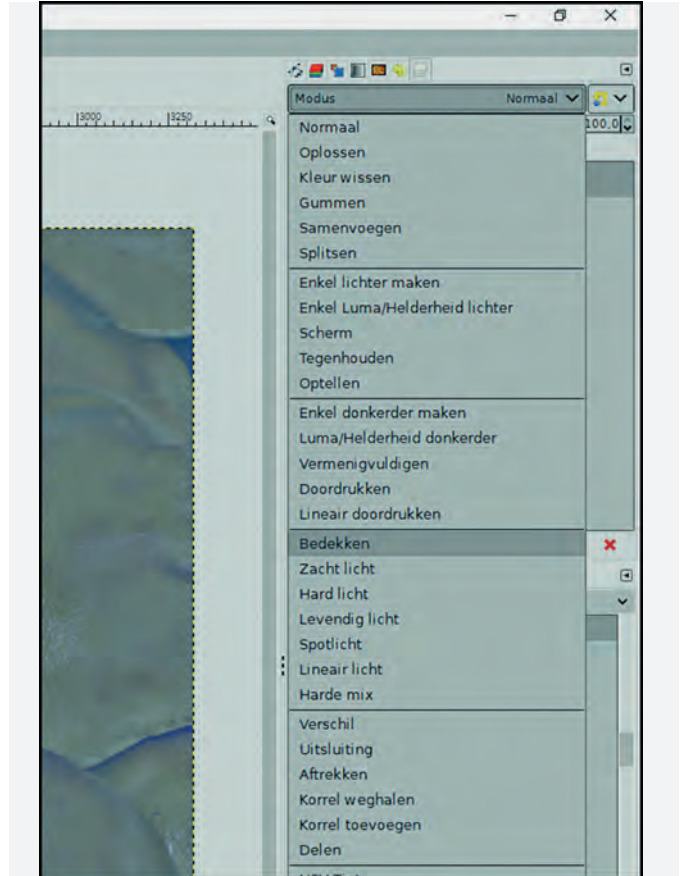 3000 3250
Modus Normaal
100,0
Normaal
Oplossen
Kleur wissen
Gummen
Samenvoegen
Splitsen
Enkel lichter maken
Enkel Luma/Helderheid lichter
Scherm
Tegenhouden
Optellen
Enkel donkerder maken
Luma/Helderheid donkerder
Vermenigvuldigen
Doordrukken
Lineair doordrukken
Bedekken
Zacht licht
Hard licht
Levendig licht
Spotlicht
Lineair licht
Harde mix
Verschil
Uitsluiting
Aftrekken
Korrel weghalen
Korrel toevoegen
Delen